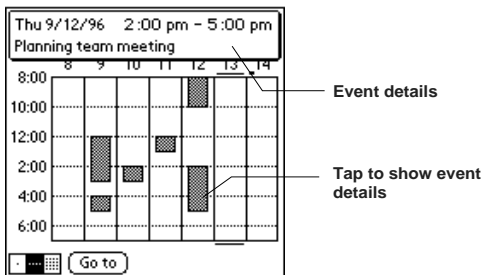 Thu 9/12/96 2:00 pm - 5:00 pm
Planning team meeting
8 9 10 11 12 13 14
8:00
10:00
12:00
2:00
4:00
6:00
Go to
Event details
Tap to show event
details